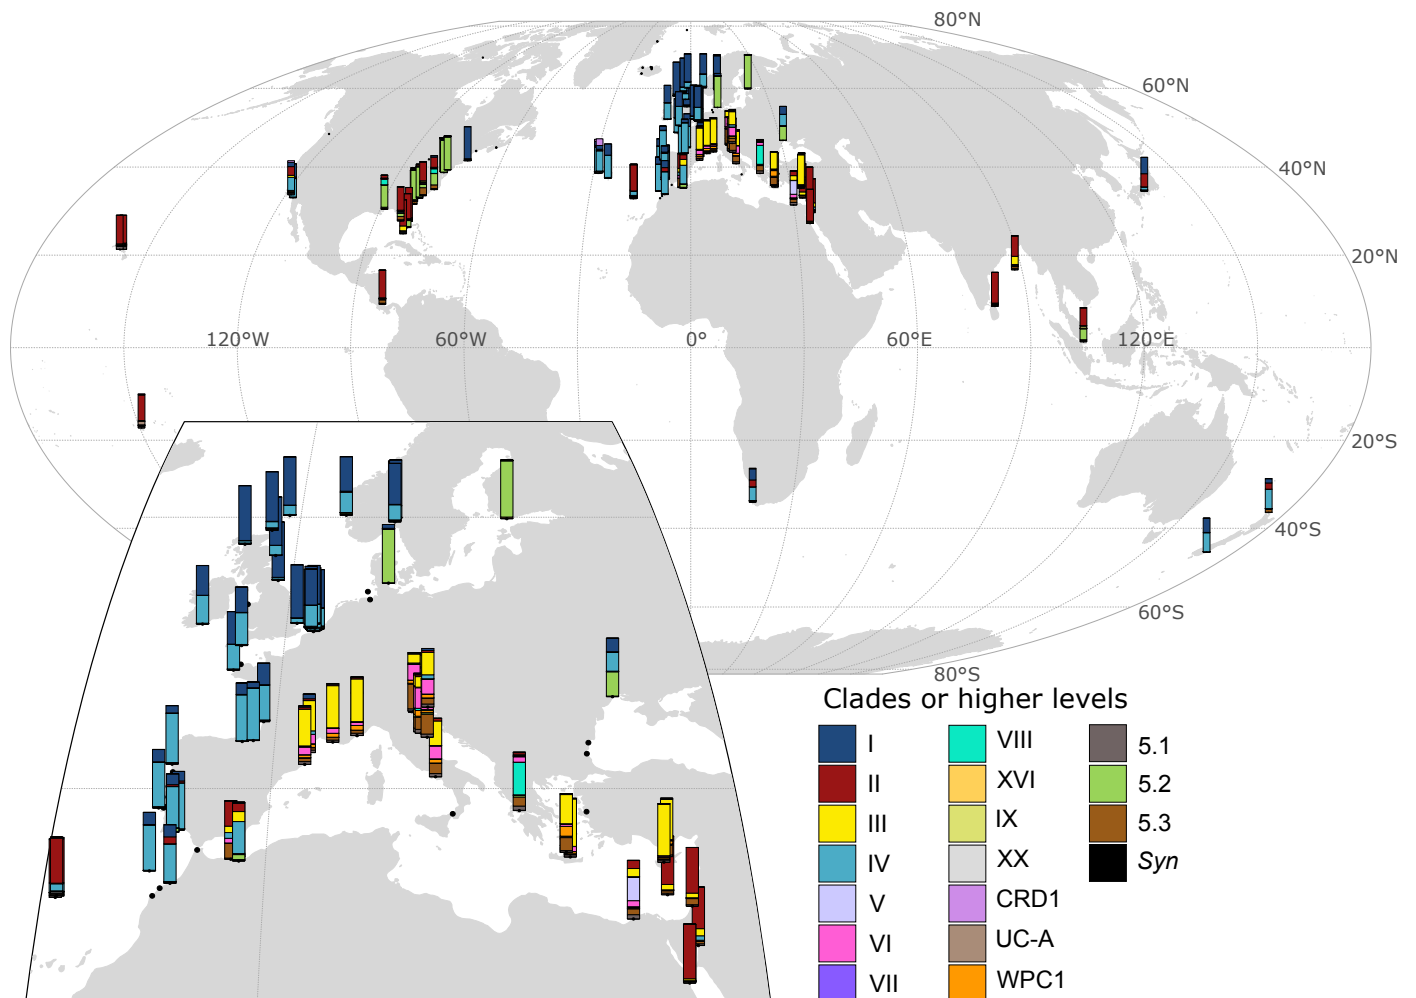 80°N
60°N
40°N
20°N
120°W
60°W
0°
60°E
120°E
20°S
40°S
60°S
80°S
Clades or higher levels
I
II
III
IV
V
VI
VII
VIII
XVI
IX
XX
CRD1
UC-A
WPC1
5.1
5.2
5.3
Syn